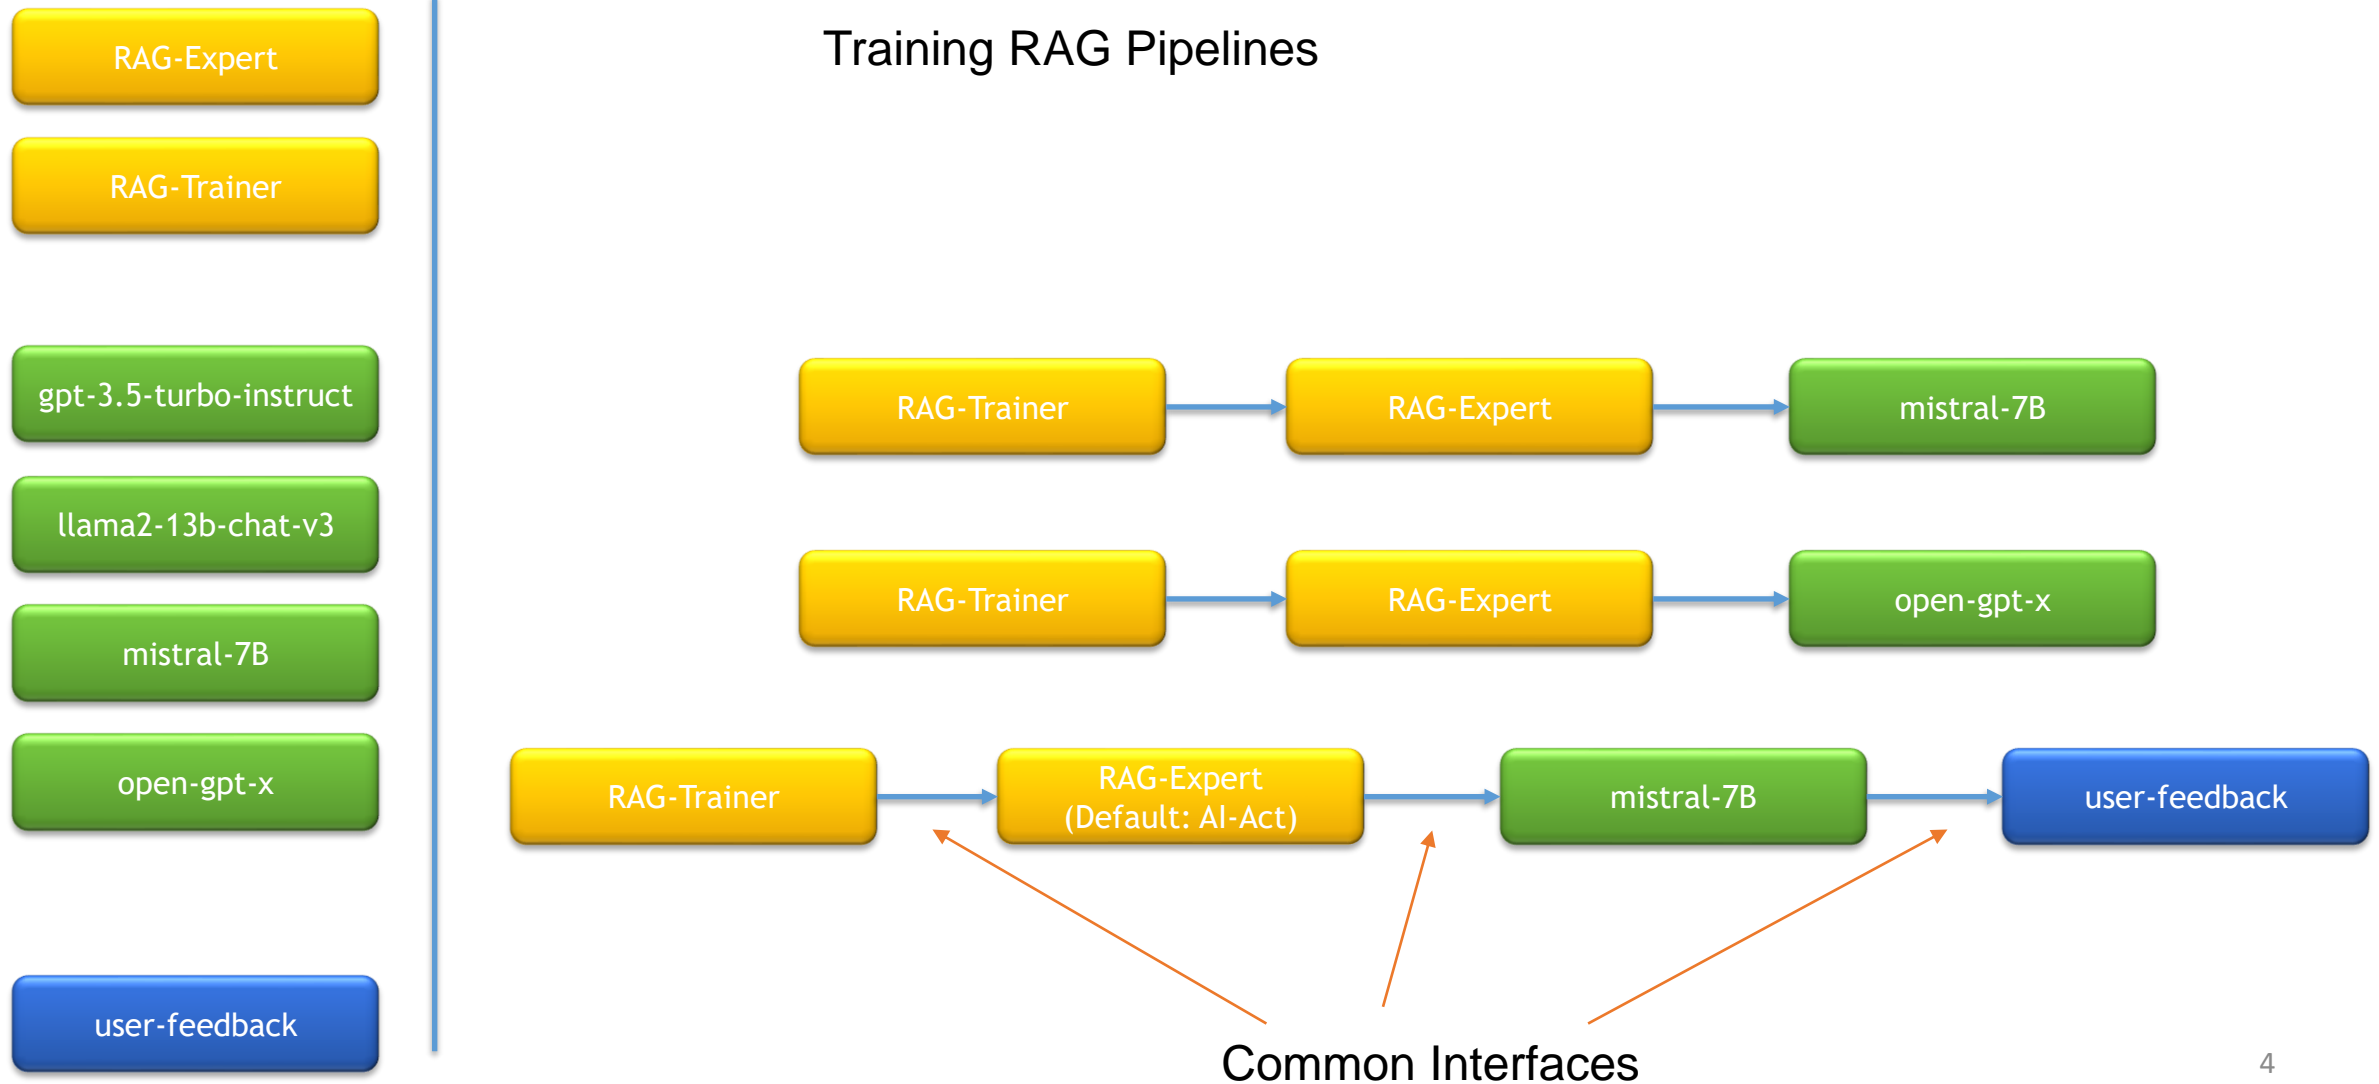 RAG-Expert
RAG-Trainer
gpt-3.5-turbo-instruct
llama2-13b-chat-v3
mistral-7B
open-gpt-x
user-feedback
Training RAG Pipelines
RAG-Trainer
RAG-Expert
mistral-7B
RAG-Trainer
RAG-Expert
open-gpt-x
RAG-Trainer
RAG-Expert
(Default: AI-Act)
mistral-7B
user-feedback
Common Interfaces
4